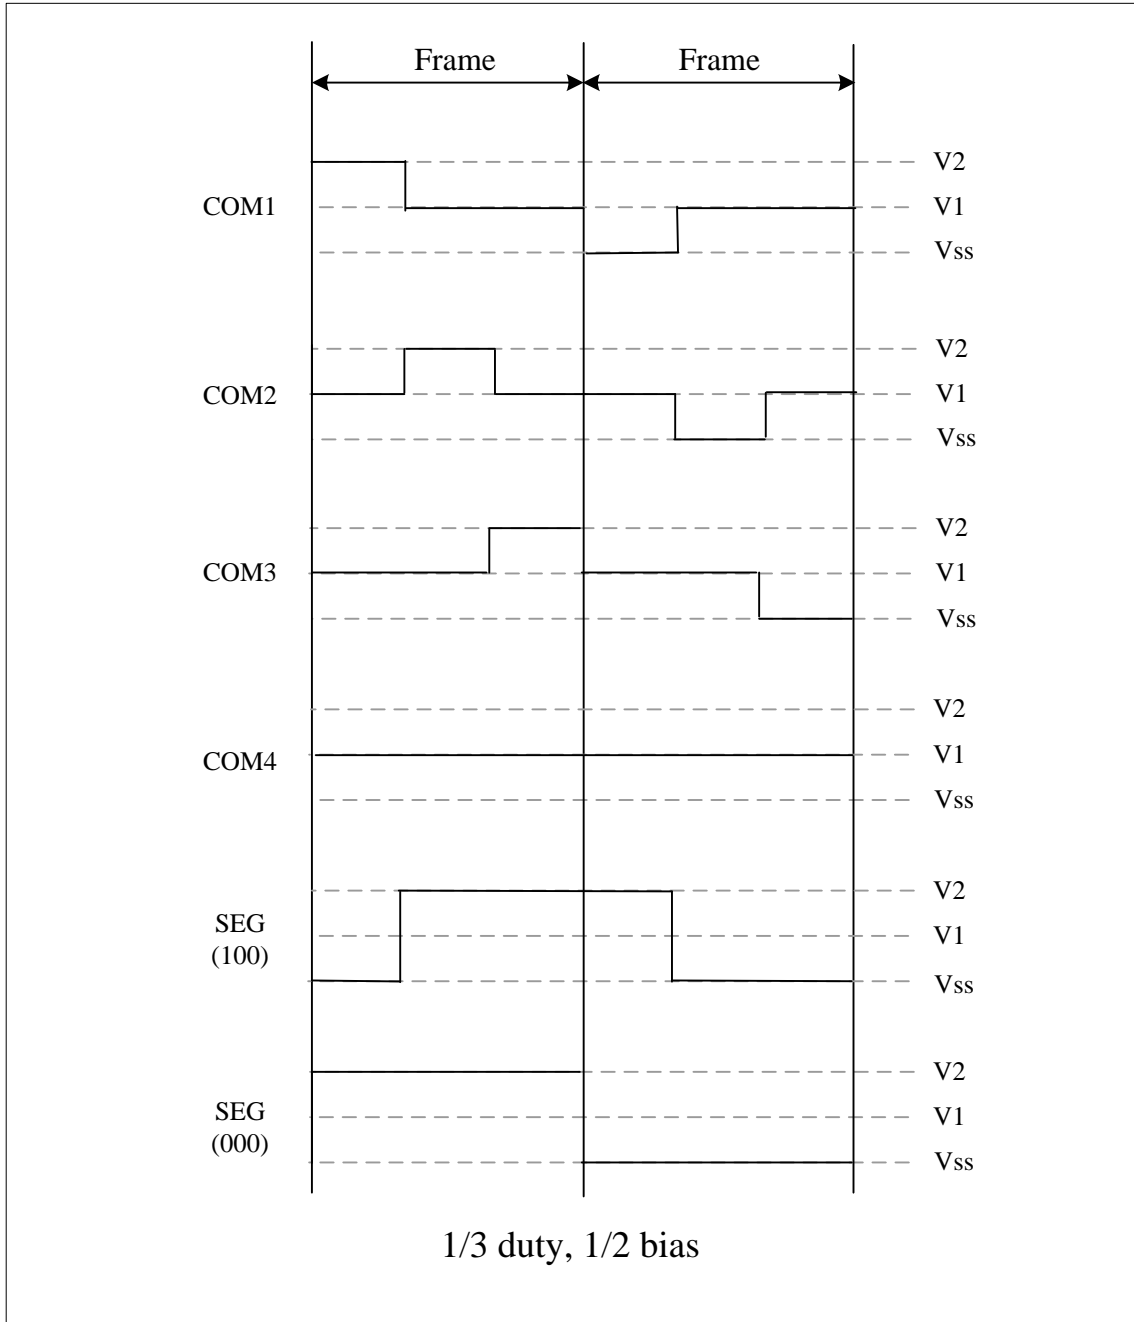 Frame Frame
V2
COM1 V1
Vss
V2
COM2 V1
Vss
V2
COM3 V1
Vss
V2
COM4 V1
Vss
V2
SEG
(100)
V1
Vss
V2
SEG
(000)
V1
Vss
1/3 duty, 1/2 bias